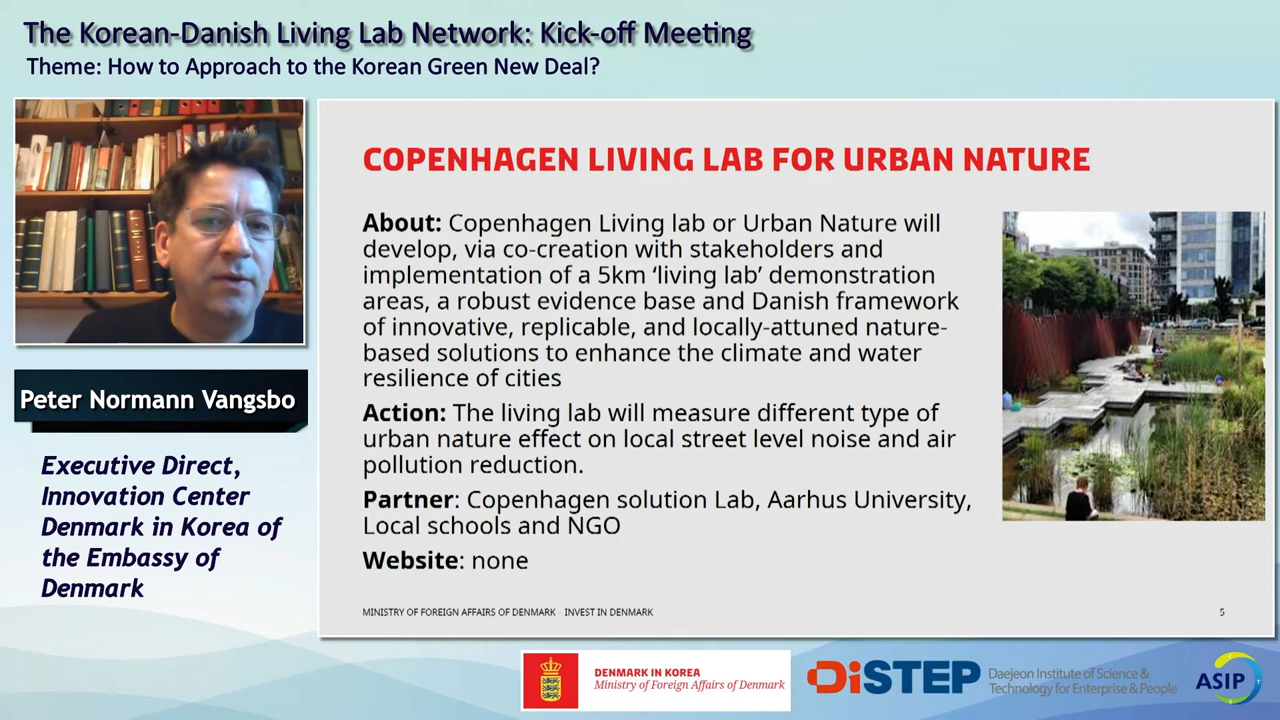 The Korean-Danish Living Lab Network: Kick-off Meeting
Theme: How to Approach to the Korean Green New Deal?
Peter Normann Vangsbo
Executive Direct,
Innovation Center
Denmark in Korea of
the Embassy of
Denmark
COPENHAGEN LIVING LAB FOR URBAN NATURE
About: Copenhagen Living lab or Urban Nature will
develop, via co-creation with stakeholders and
implementation of a 5km ‘living lab’ demonstration
areas, a robust evidence base and Danish framework
of innovative, replicable, and locally-attuned nature-
based solutions to enhance the climate and water
resilience of cities
Action: The living lab will measure different type of
urban nature effect on local street level noise and air
pollution reduction.
Partner: Copenhagen solution Lab, Aarhus University,
Local schools and NGO
Website: none
MINISTRY OF FOREIGN AFFAIRS OF DENMARK INVEST IN DENMARK
5
DENMARK IN KOREA
Ministry of Foreign Affairs of Denmark
DiSTEP
Daejeon Institute of Science &
Technology for Enterprise & People
ASIP